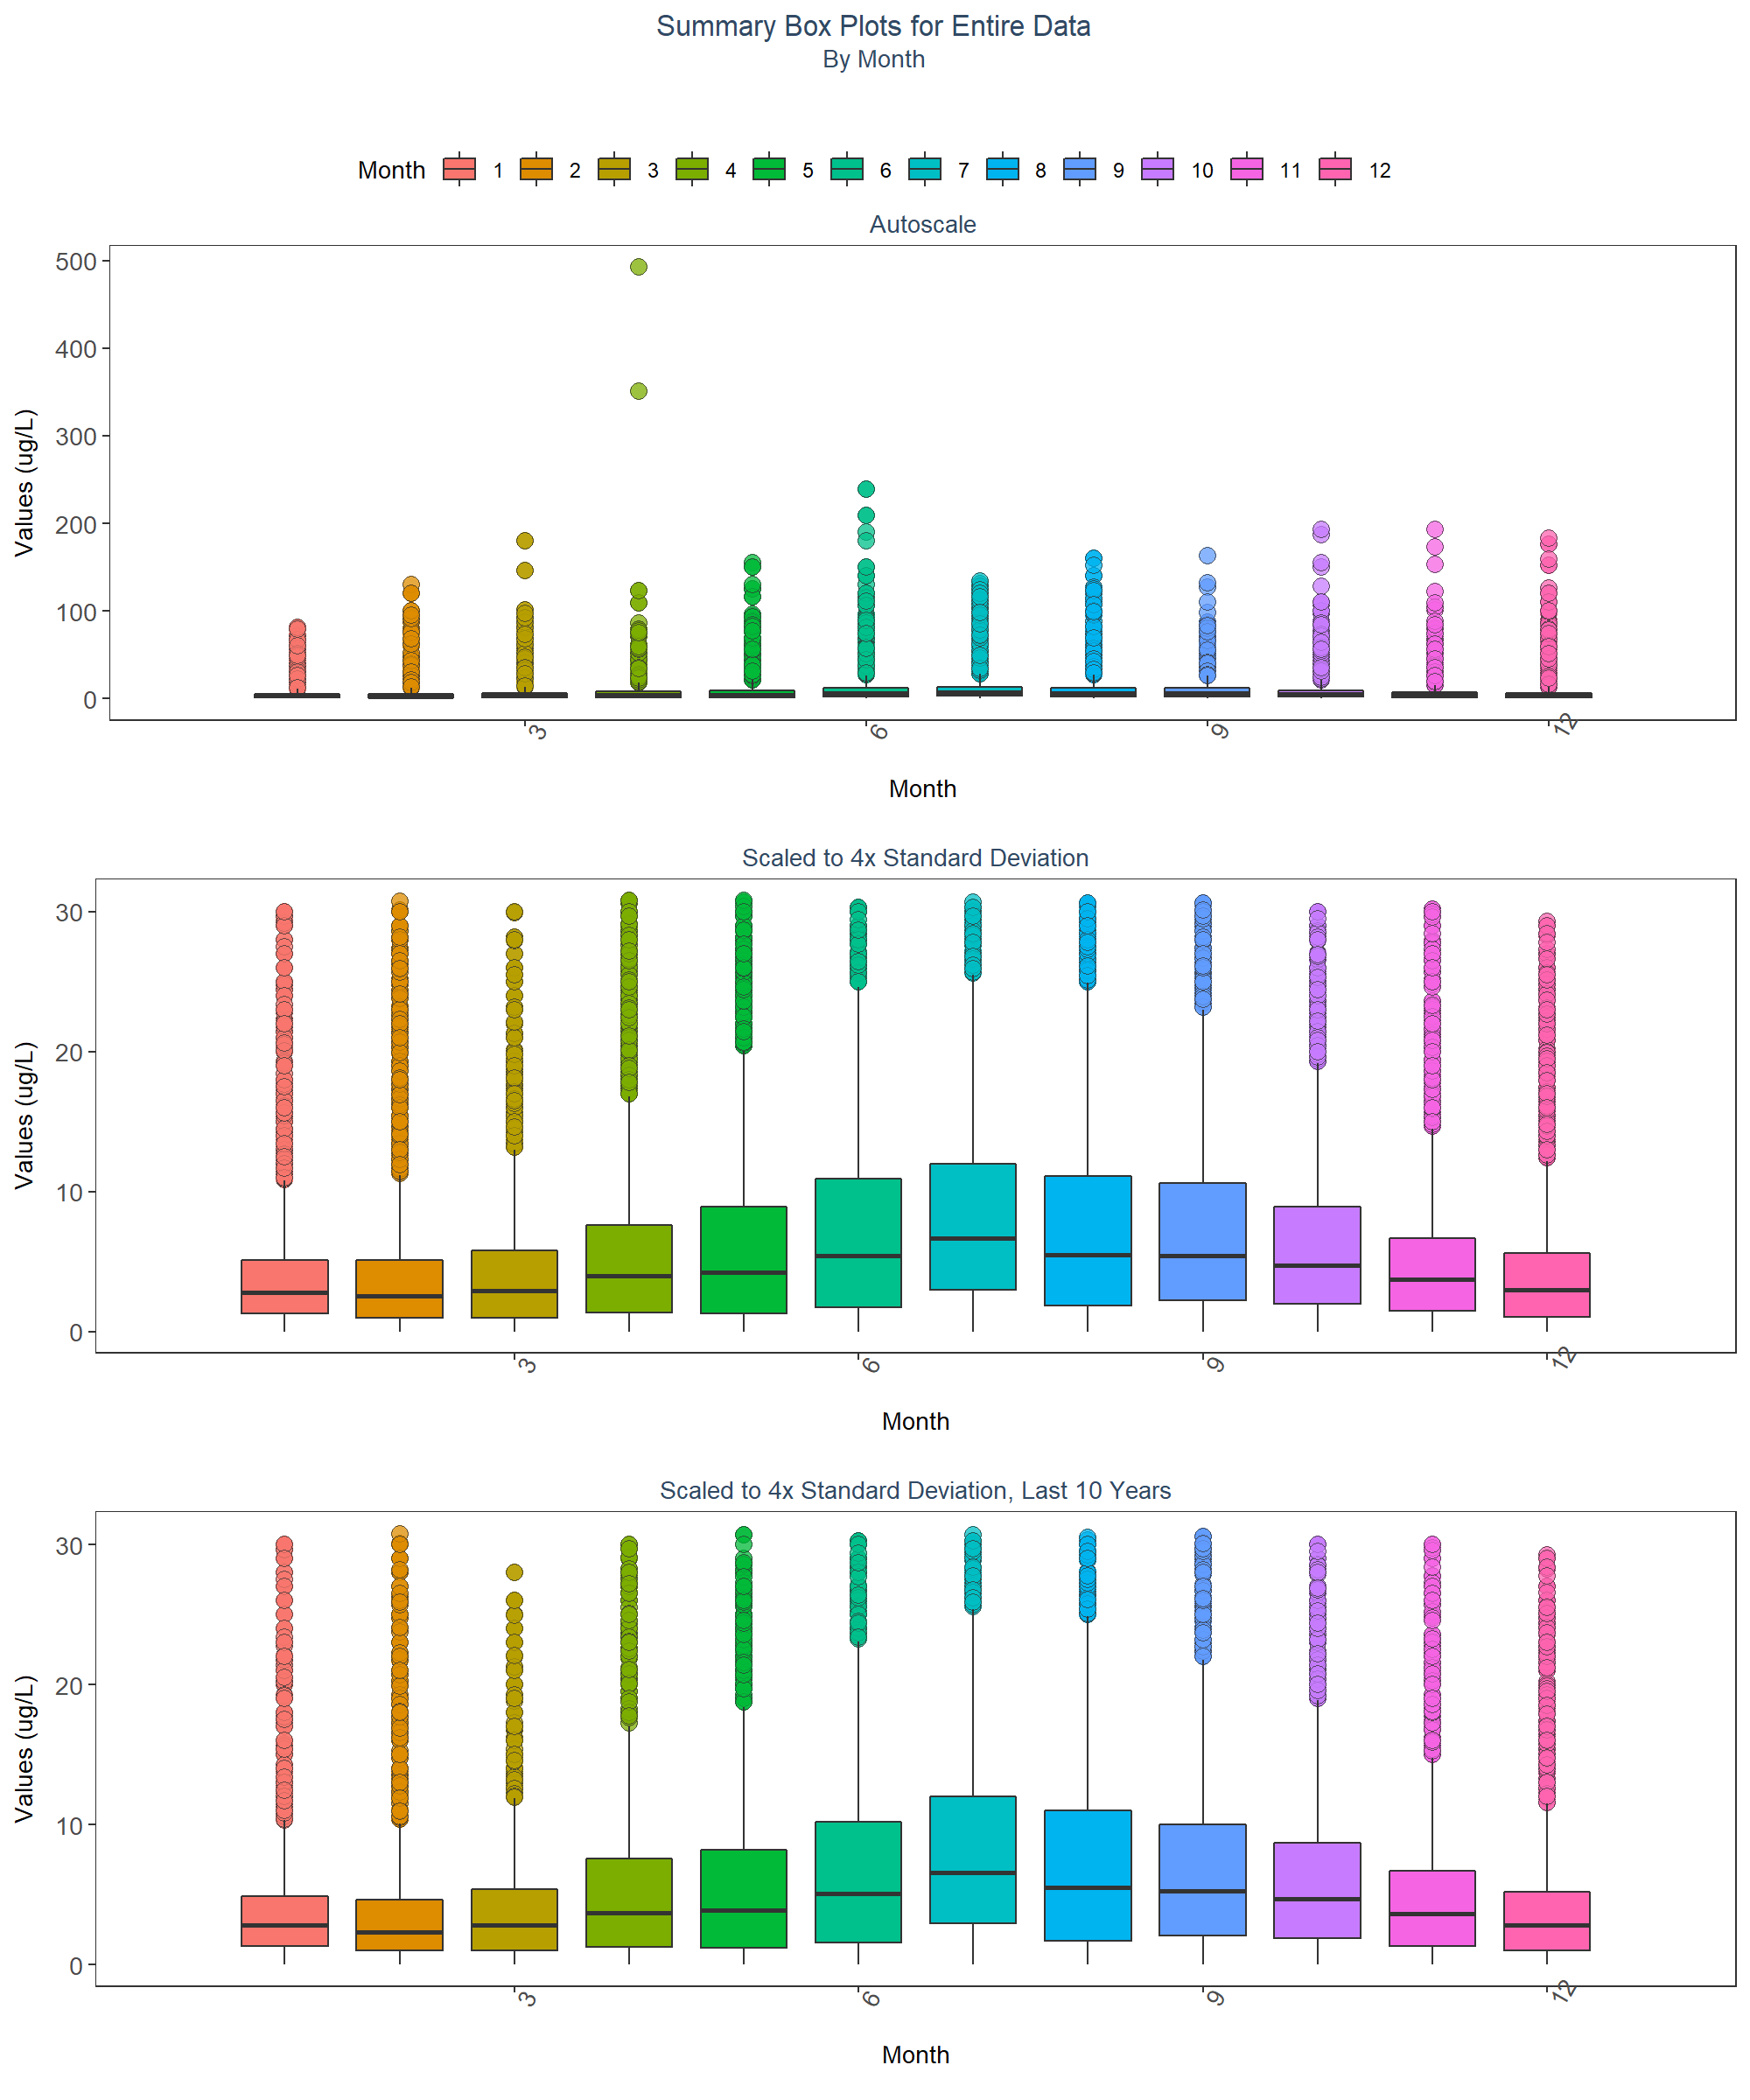 Summary Box Plots for Entire Data
By Month
Month 1 2 3 4 5 6 7 8 9 10 11 12
Autoscale
Values (ug/L)
500
400
300
200
100
0
3 6 9 12
Month
Scaled to 4x Standard Deviation
Values (ug/L)
30
20
10
0
3 6 9 12
Month
Scaled to 4x Standard Deviation, Last 10 Years
Values (ug/L)
30
20
10
0
3 6 9 12
Month